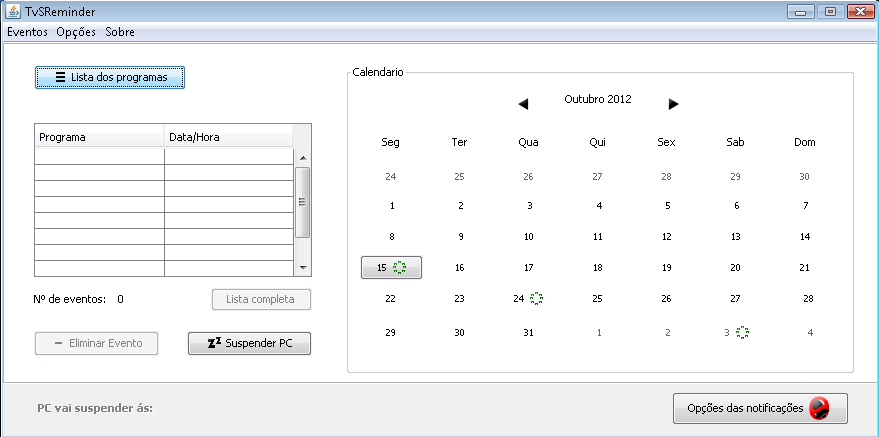 TvSReminder
Eventos Opções Sobre
Lista dos programas
Programa Data/Hora
Nº de eventos: 0
Lista completa
Eliminar Evento
zZ Suspender PC
Calendario
Outubro 2012
Seg Ter Qua Qui Sex Sab Dom
24 25 26 27 28 29 30
1 2 3 4 5 6 7
8 9 10 11 12 13 14
15 16 17 18 19 20 21
22 23 24 25 26 27 28
29 30 31 1 2 3 4
PC vai suspender ás:
Opções das notificações